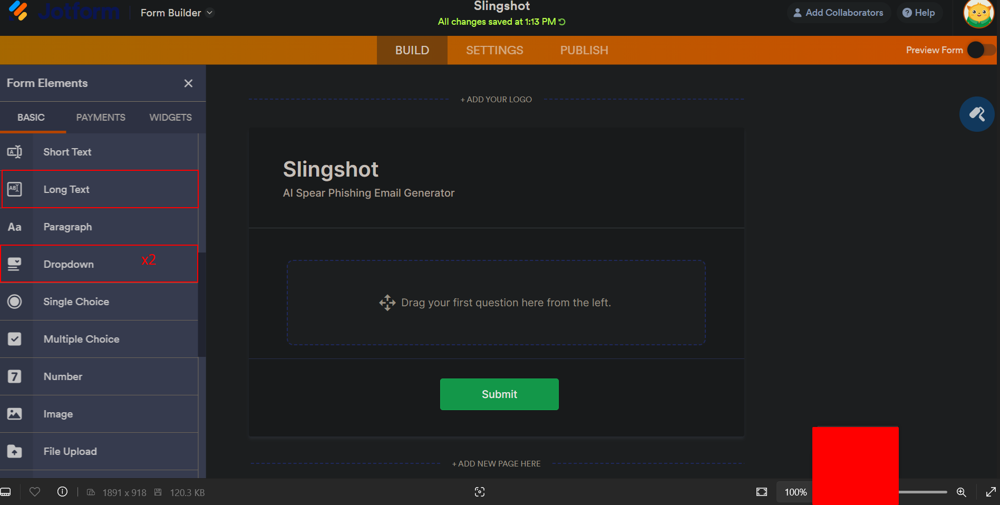 Jotform
Form Builder
Slingshot
All changes saved at 1:13 PM
Add Collaborators
Help
BUILD
SETTINGS
PUBLISH
Preview Form
Form Elements
BASIC
PAYMENTS
WIDGETS
Short Text
Long Text
Aa
Paragraph
Dropdown
x2
Single Choice
Multiple Choice
7
Number
Image
File Upload
+ ADD YOUR LOGO
Slingshot
AI Spear Phishing Email Generator
Drag your first question here from the left.
Submit
+ ADD NEW PAGE HERE
1891 x 918
120.3 KB
100%